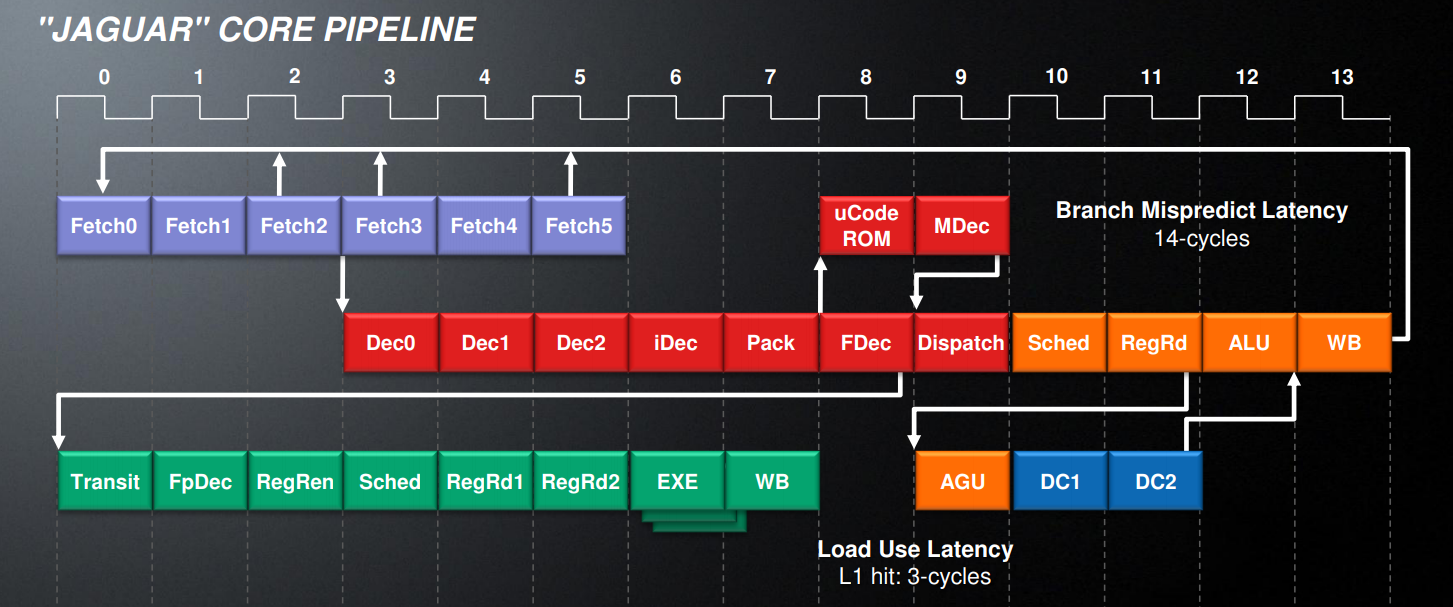 "JAGUAR" CORE PIPELINE
0 1 2 3 4 5 6 7 8 9 10 11 12 13
Fetch0 Fetch1 Fetch2 Fetch3 Fetch4 Fetch5
uCode
ROM
MDec
Branch Mispredict Latency
14-cycles
Dec0 Dec1 Dec2 iDec Pack FDec Dispatch Sched RegRd ALU WB
Transit FpDec RegRen Sched RegRd1 RegRd2 EXE WB
AGU DC1 DC2
Load Use Latency
L1 hit: 3-cycles